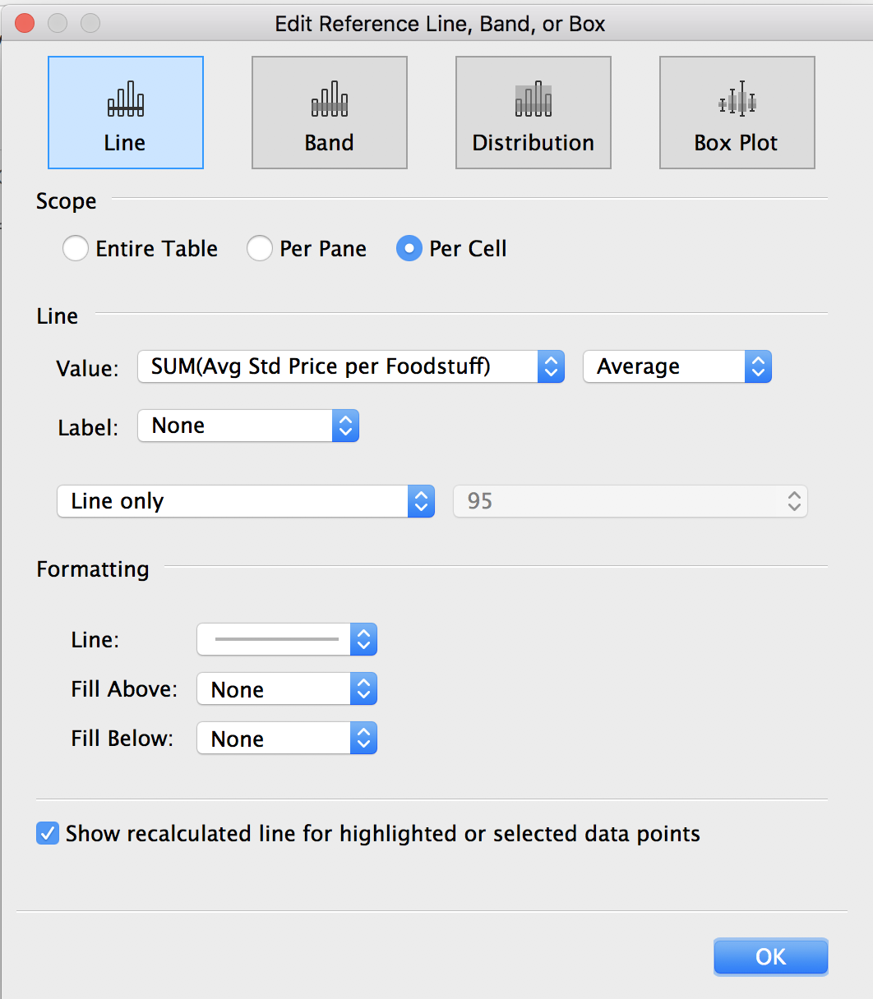 Edit Reference Line, Band, or Box
Line
Band
Distribution
Box Plot
Scope
Entire Table
Per Pane
Per Cell
Line
Value:
SUM(Avg Std Price per Foodstuff)
Average
Label:
None
Line only
95
Formatting
Line:
Fill Above:
None
Fill Below:
None
Show recalculated line for highlighted or selected data points
OK